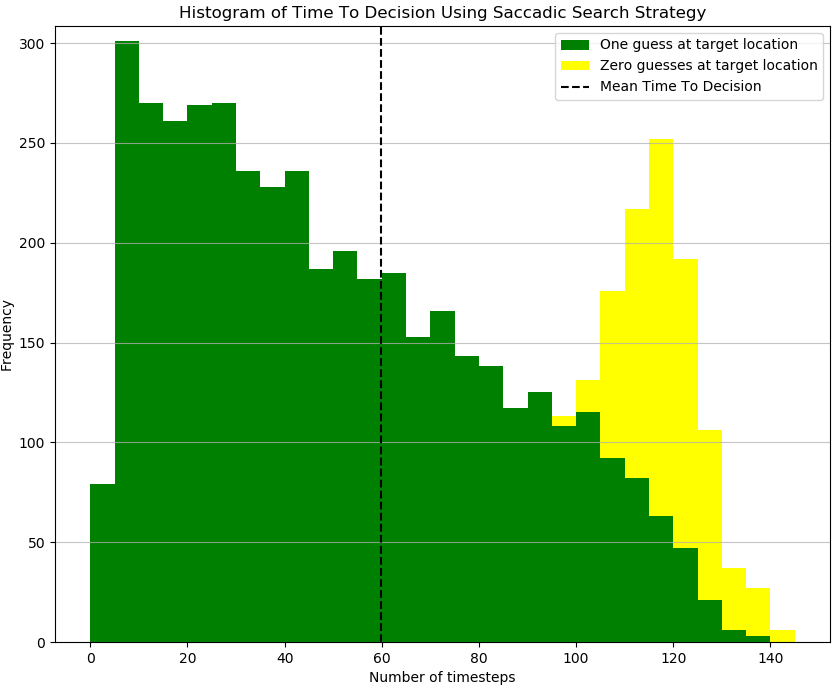 Histogram of Time To Decision Using Saccadic Search Strategy
One guess at target location
Zero guesses at target location
Mean Time To Decision
Frequency
300
250
200
150
100
50
0
0 20 40 60 80 100 120 140
Number of timesteps